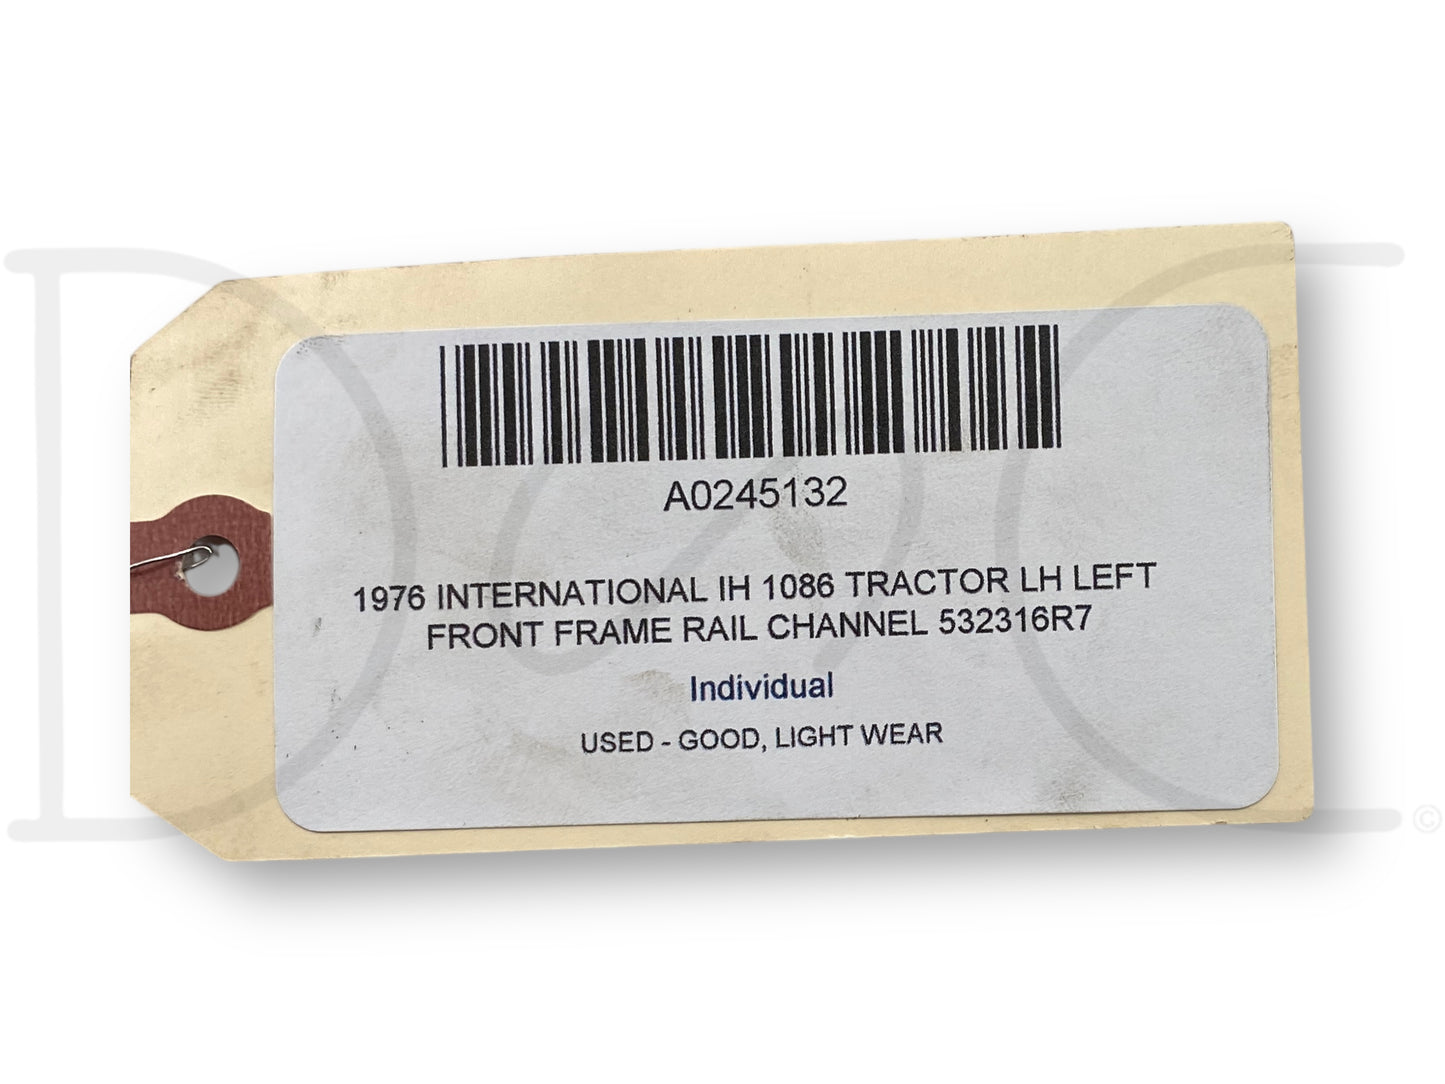 A0245132
1976 INTERNATIONAL IH 1086 TRACTOR LH LEFT
FRONT FRAME RAIL CHANNEL 532316R7
Individual
USED - GOOD, LIGHT WEAR
©